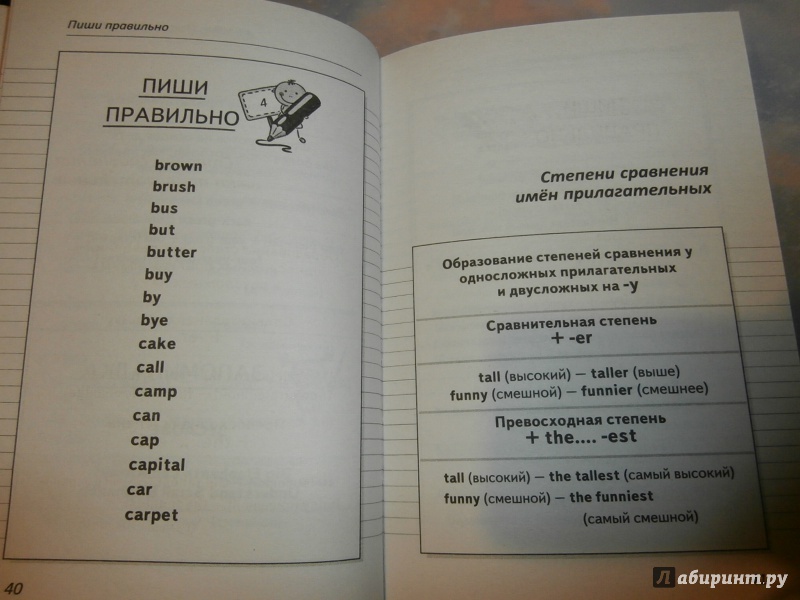 Пиши правильно
ПИШИ
ПРАВИЛЬНО
4
brown
brush
bus
but
butter
buy
by
bye
cake
call
camp
can
cap
capital
car
carpet
40
Степени сравнения
имён прилагательных
Образование степеней сравнения у
односложных прилагательных
и двусложных на -y
Сравнительная степень
+ -er
tall (высокий) — taller (выше)
funny (смешной) — funnier (смешнее)
Превосходная степень
+ the.... -est
tall (высокий) — the tallest (самый высокий)
funny (смешной) — the funniest
(самый смешной)
Лабиринт.ру